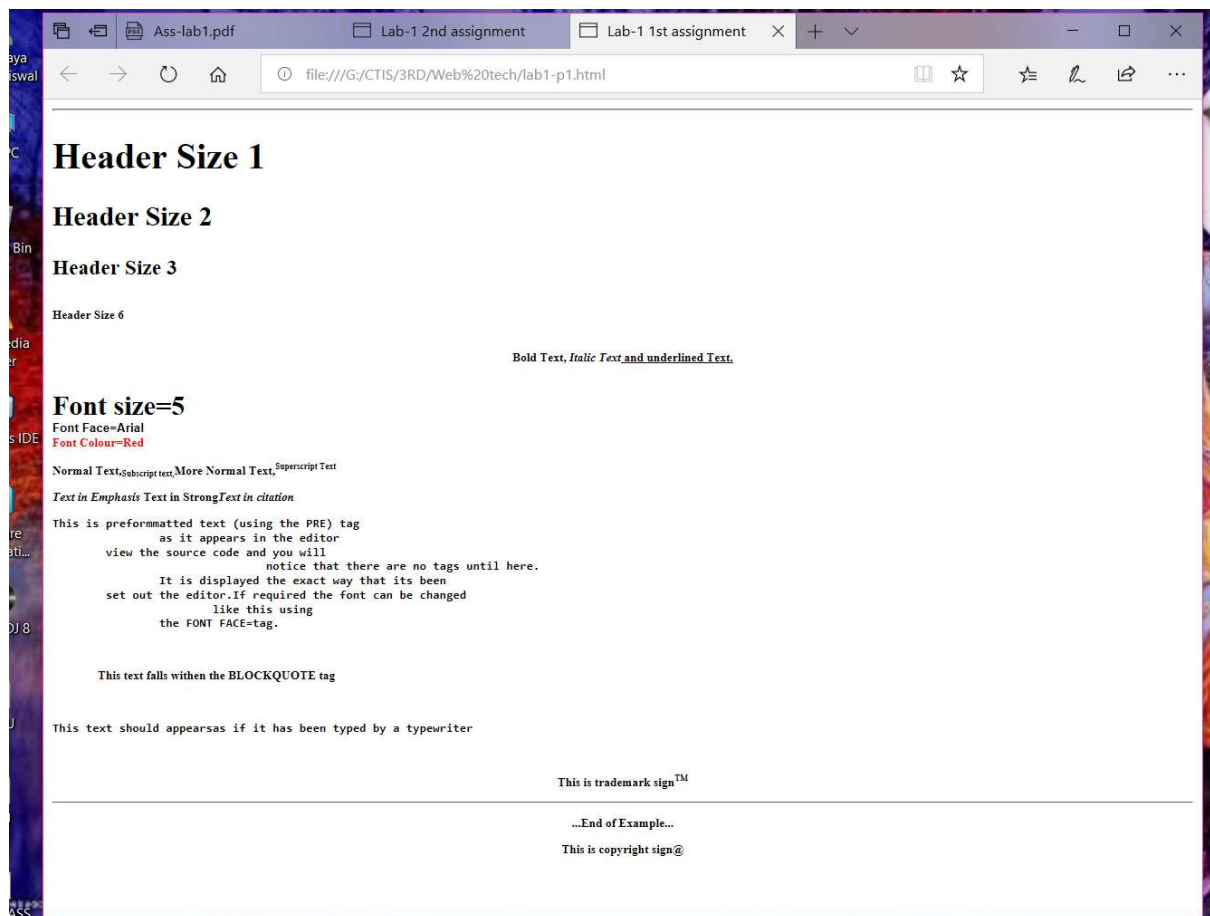 Ass-lab1.pdf
Lab-1 2nd assignment
Lab-1 1st assignment
file:///G:/CTIS/3RD/Web%20tech/lab1-p1.html
Header Size 1
Header Size 2
Header Size 3
Header Size 6
Bold Text, Italic Text and underlined Text.
Font size=5
Font Face=Arial
Font Colour=Red
Normal Text,Subscript text,More Normal Text,Superscript Text
Text in Emphasis Text in StrongText in citation
This is preformmatted text (using the PRE) tag
as it appears in the editor
view the source code and you will
notice that there are no tags until here.
It is displayed the exact way that its been
set out the editor.If required the font can be changed
like this using
the FONT FACE=tag.
This text falls withen the BLOCKQUOTE tag
This text should appearsas if it has been typed by a typewriter
This is trademark signTM
...End of Example...
This is copyright sign@
Bin
IDE
8